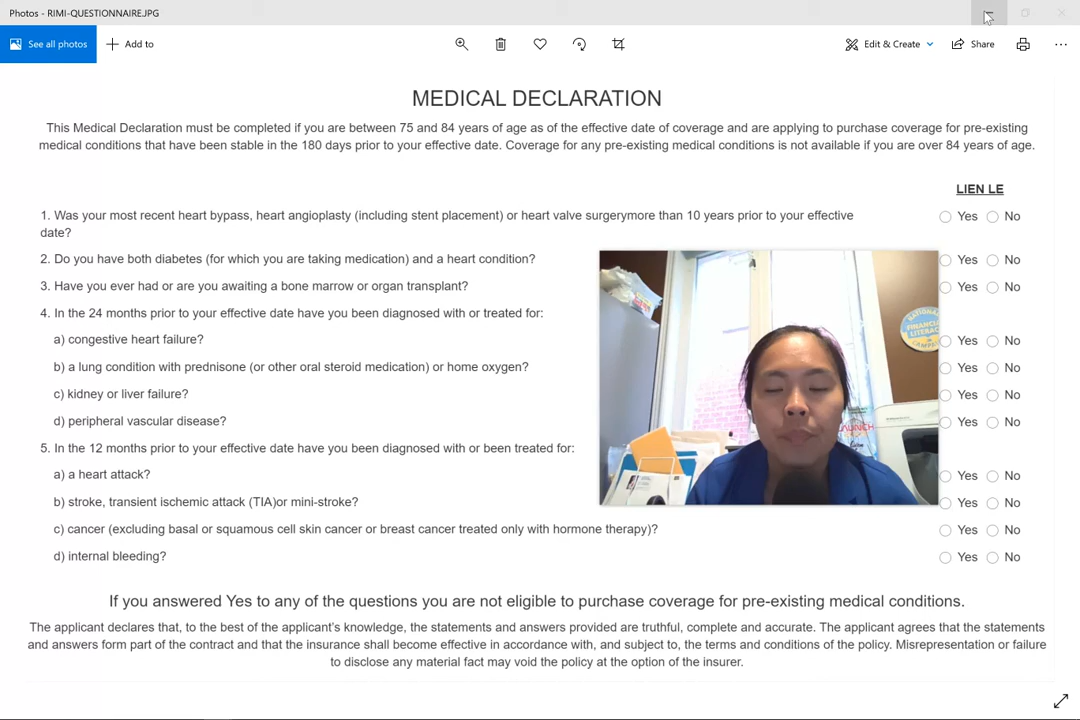 Photos - RIMI-QUESTIONNAIRE.JPG
See all photos
Add to
Edit & Create
Share
MEDICAL DECLARATION
This Medical Declaration must be completed if you are between 75 and 84 years of age as of the effective date of coverage and are applying to purchase coverage for pre-existing
medical conditions that have been stable in the 180 days prior to your effective date. Coverage for any pre-existing medical conditions is not available if you are over 84 years of age.
LIEN LE
1. Was your most recent heart bypass, heart angioplasty (including stent placement) or heart valve surgerymore than 10 years prior to your effective
date?
Yes No
2. Do you have both diabetes (for which you are taking medication) and a heart condition? Yes No
3. Have you ever had or are you awaiting a bone marrow or organ transplant? Yes No
4. In the 24 months prior to your effective date have you been diagnosed with or treated for:
a) congestive heart failure? Yes No
b) a lung condition with prednisone (or other oral steroid medication) or home oxygen? Yes No
c) kidney or liver failure? Yes No
d) peripheral vascular disease? Yes No
5. In the 12 months prior to your effective date have you been diagnosed with or been treated for:
a) a heart attack? Yes No
b) stroke, transient ischemic attack (TIA)or mini-stroke? Yes No
c) cancer (excluding basal or squamous cell skin cancer or breast cancer treated only with hormone therapy)? Yes No
d) internal bleeding? Yes No
FINANCIAL
LITERACY
LAUNCH
If you answered Yes to any of the questions you are not eligible to purchase coverage for pre-existing medical conditions.
The applicant declares that, to the best of the applicant's knowledge, the statements and answers provided are truthful, complete and accurate. The applicant agrees that the statements
and answers form part of the contract and that the insurance shall become effective in accordance with, and subject to, the terms and conditions of the policy. Misrepresentation or failure
to disclose any material fact may void the policy at the option of the insurer.